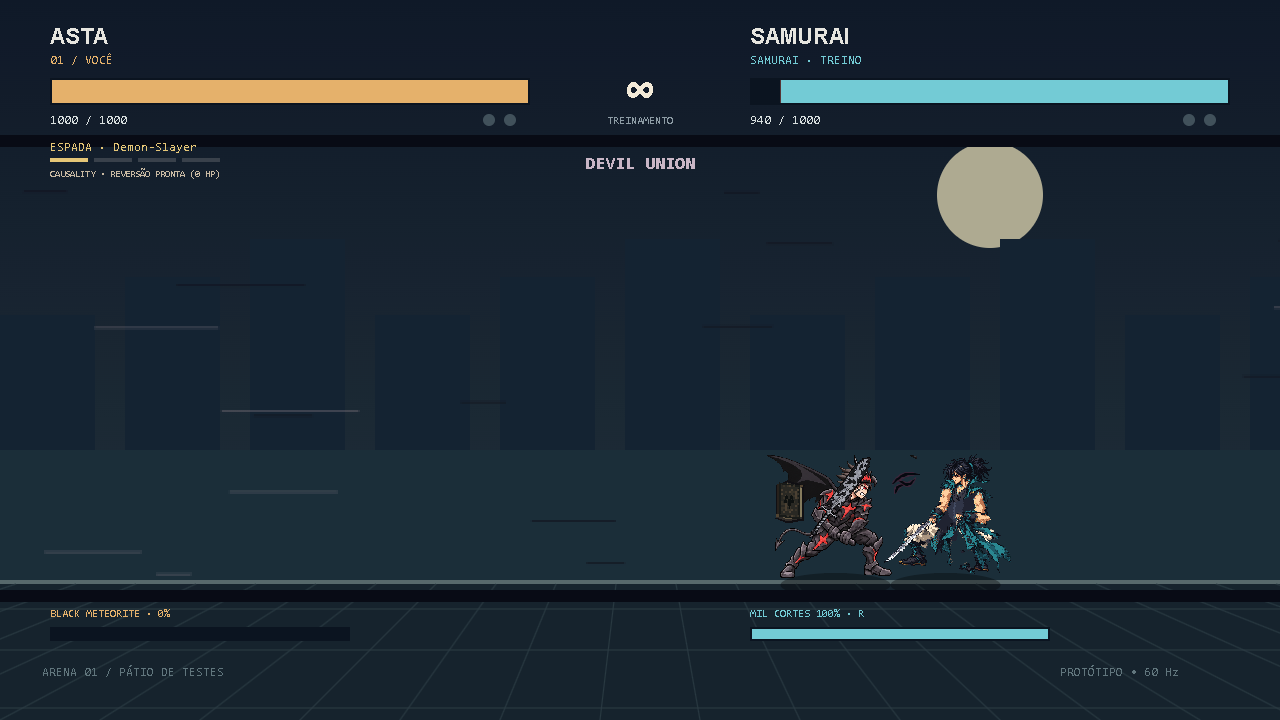 ASTA
01 / VOCÊ
1000 / 1000
∞
TREINAMENTO
SAMURAI
SAMURAI · TREINO
940 / 1000
ESPADA · Demon-Slayer
CAUSALITY · REVERSÃO PRONTA (0 HP)
DEVIL UNION
BLACK METEORITE · 0%
MIL CORTES 100% · R
ARENA 01 / PÁTIO DE TESTES
PROTÓTIPO • 60 Hz